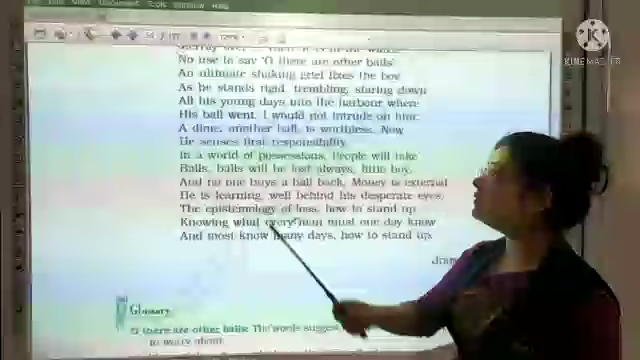 No use to say 'O there are other balls'
An ultimate shaking grief fixes the boy
As he stands rigid, trembling, staring down
All his young days into the harbour where
His ball went. I would not intrude on him;
A dime, another ball, is worthless. Now
He senses first responsibility
In a world of possessions. People will take
Balls, balls will be lost always, little boy.
And no one buys a ball back. Money is external
He is learning, well behind his desperate eyes,
The epistemology of loss, how to stand up
Knowing what every man must one day know
And most know many days, how to stand up
Glossary
O there are other balls: The words suggest
to worry about
KINEMASTER